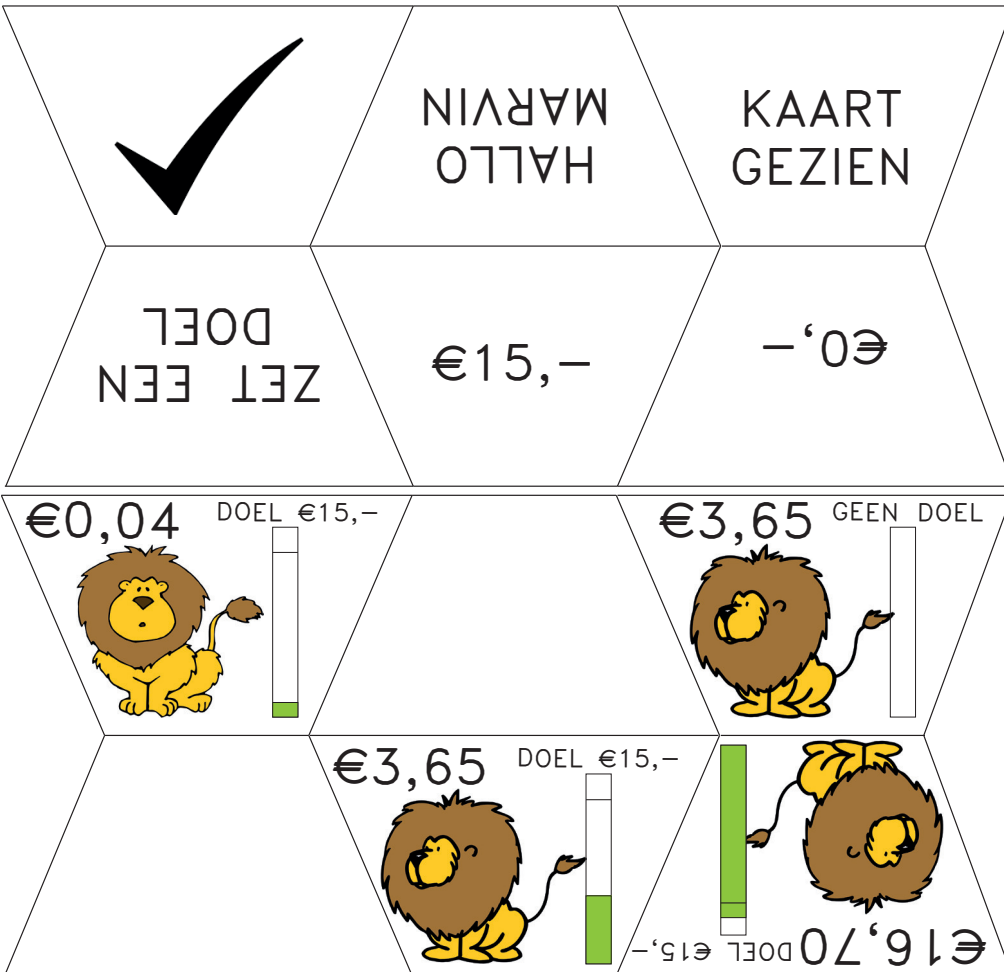 HALLO
MARVIN
KAART
GEZIEN
ZET EEN
DOEL
€15,–
€0,–
€0,04 DOEL €15,–
€3,65 GEEN DOEL
€3,65 DOEL €15,–
€16,70 DOEL €15,–